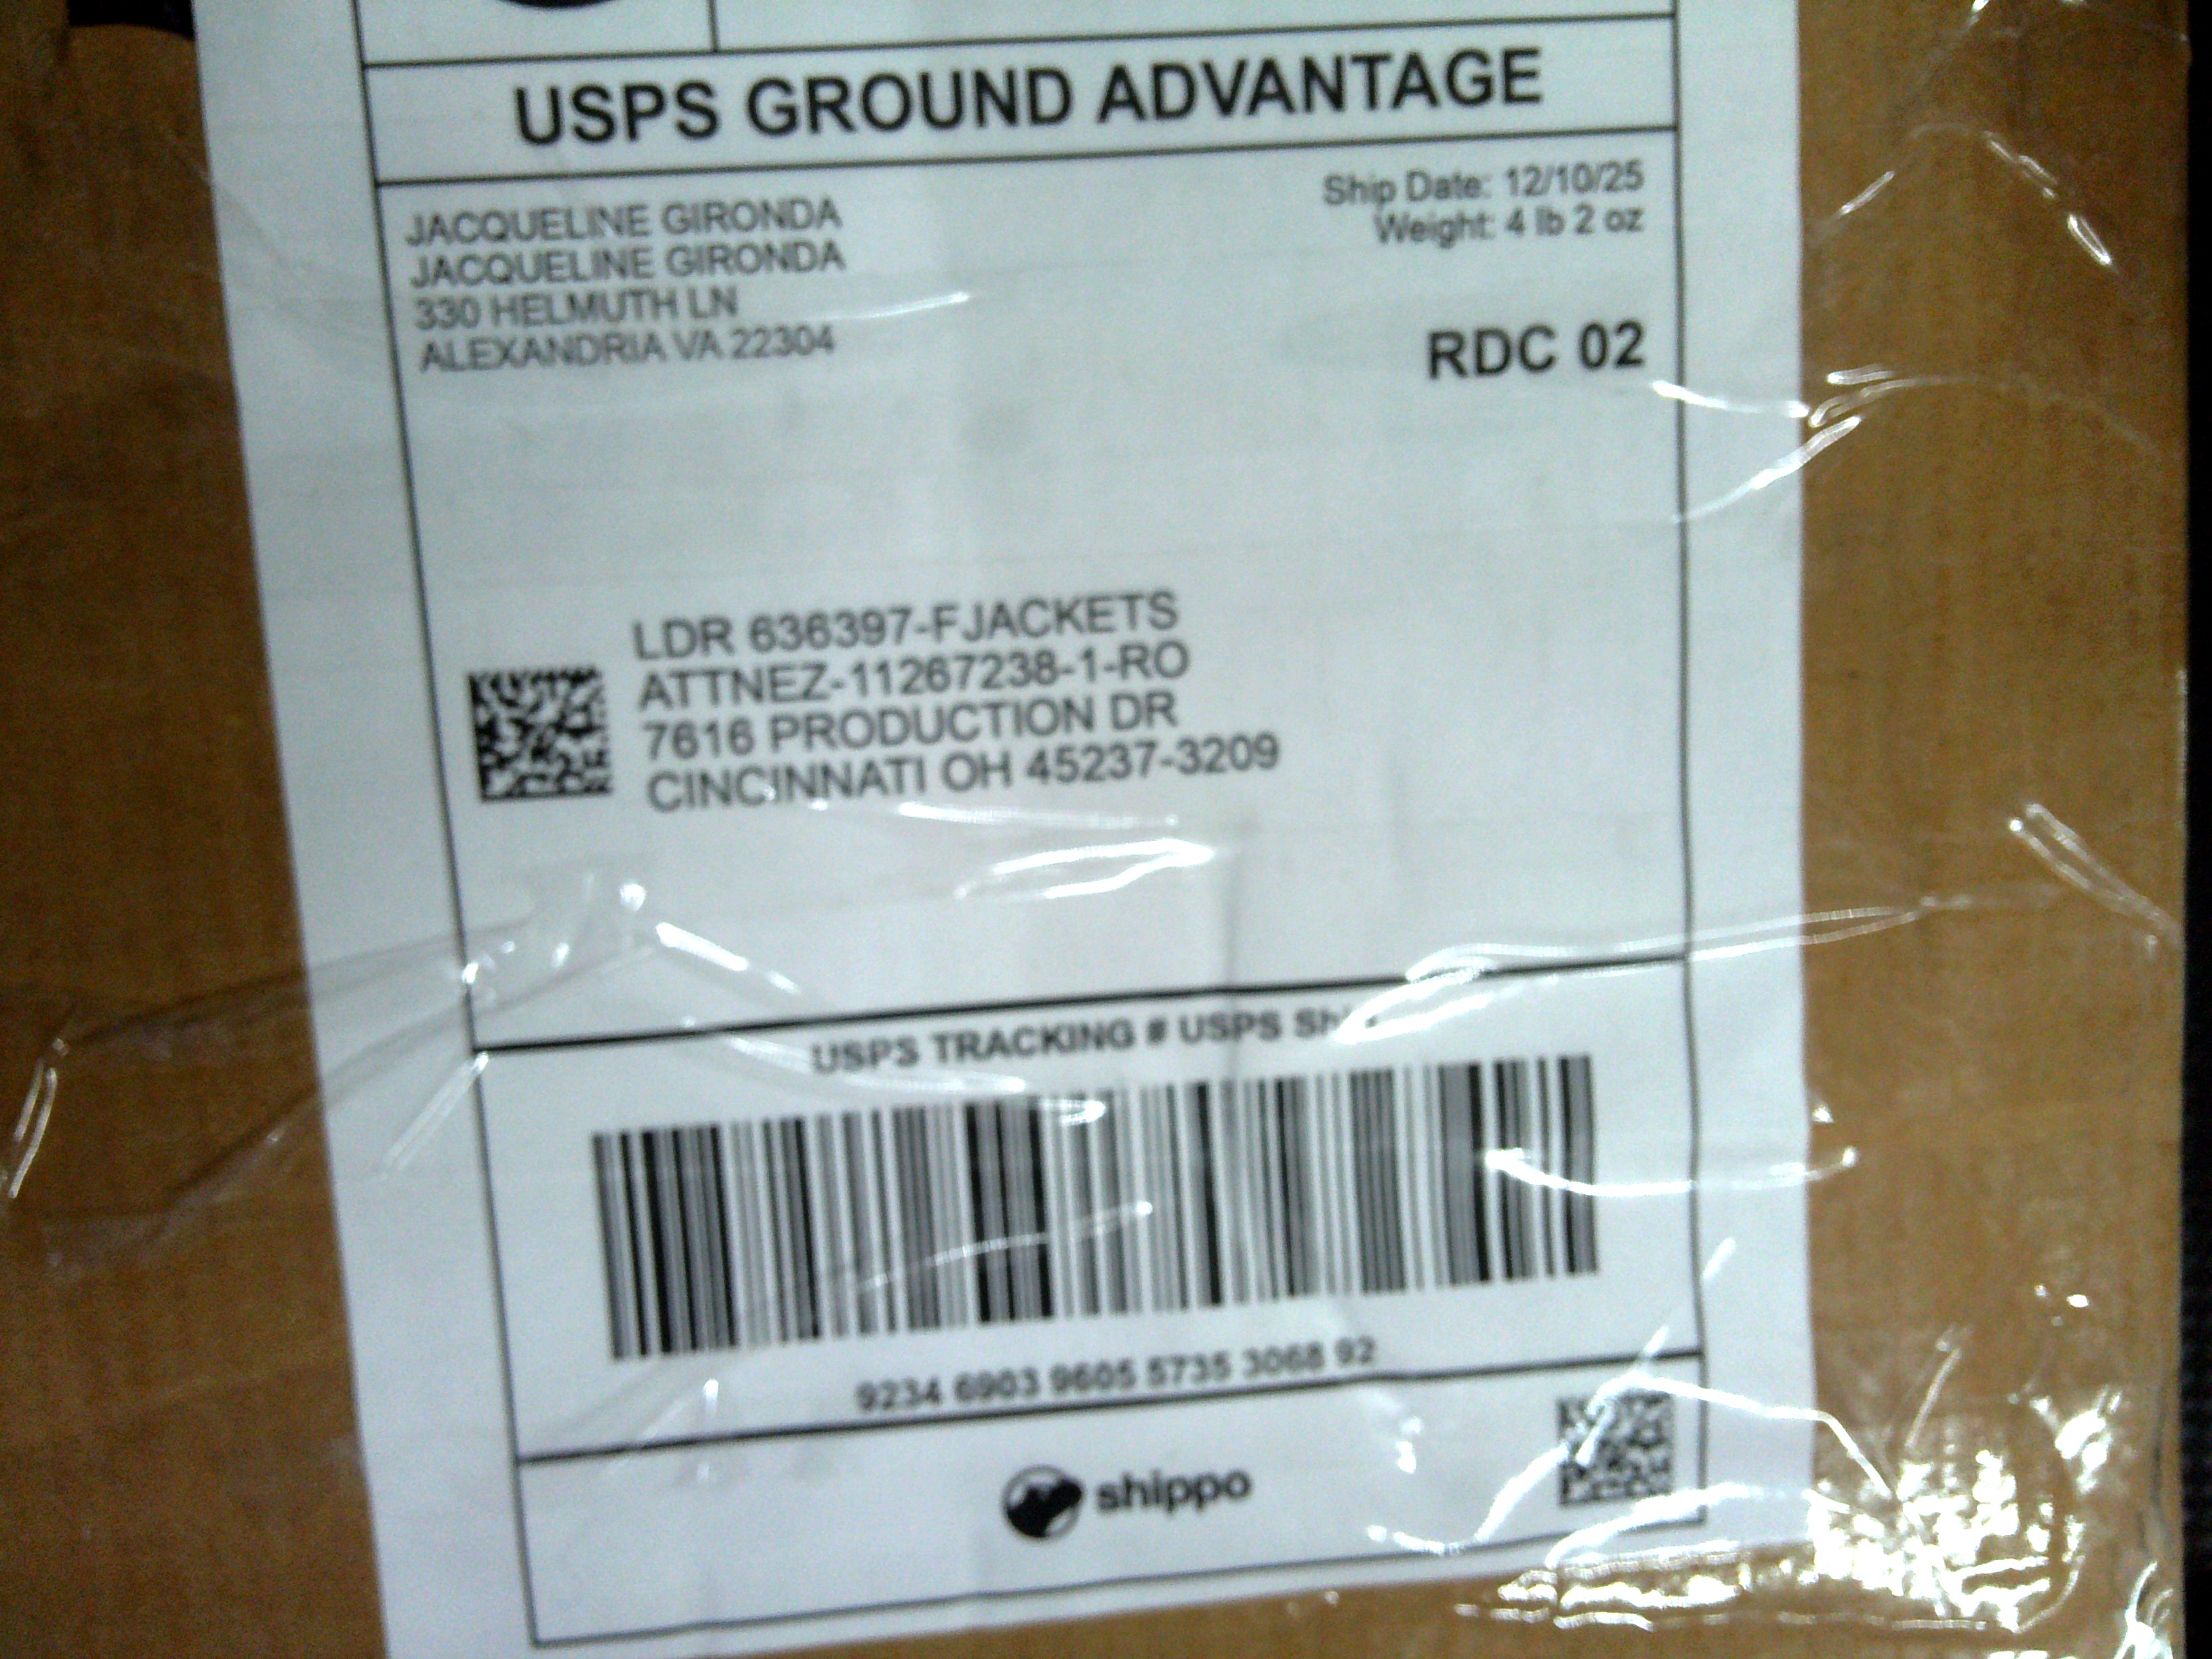 USPS GROUND ADVANTAGE
JACQUELINE GIRONDA
JACQUELINE GIRONDA
330 HELMUTH LN
ALEXANDRIA VA 22304
Ship Date: 12/10/25
Weight: 4 lb 2 oz
RDC 02
LDR 636397-FJACKETS
ATTNEZ-11267238-1-RO
7616 PRODUCTION DR
CINCINNATI OH 45237-3209
USPS TRACKING # USPS
9234 6903 9605 5735 3068 92
shippo